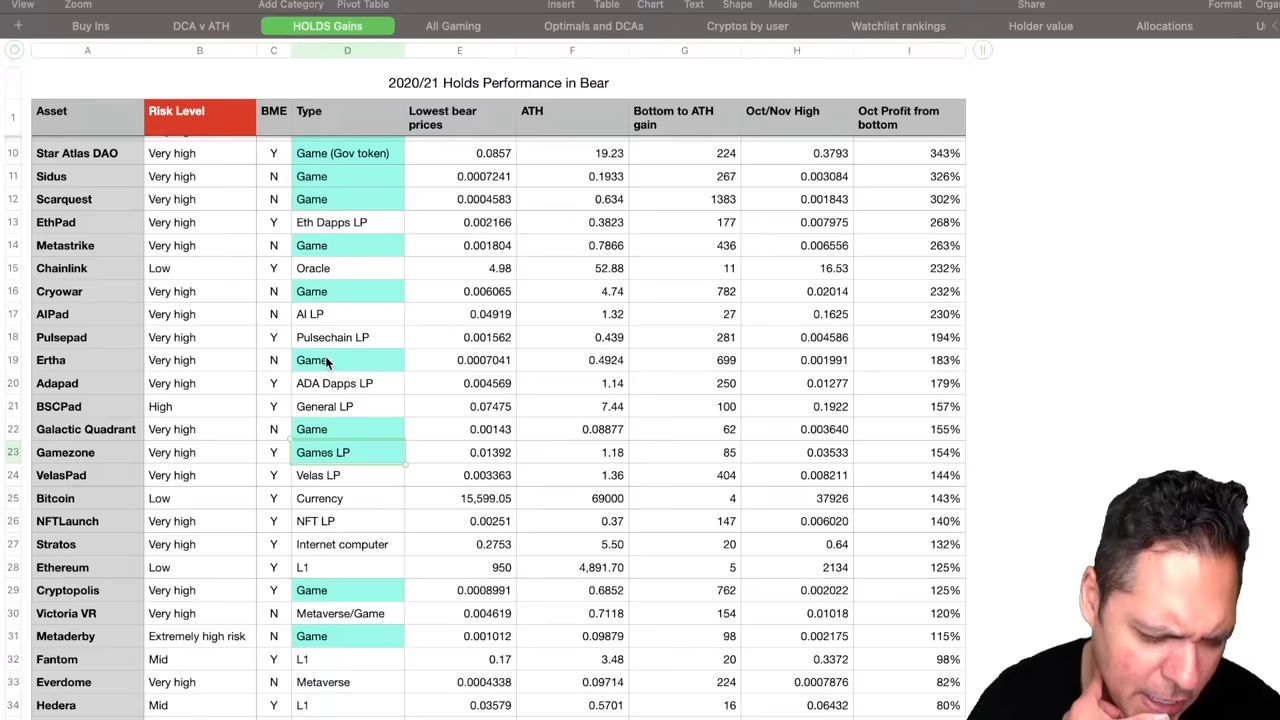 View Zoom Add Category Pivot Table Insert Table Chart Text Shape Media Comment Share Format
+ Buy Ins DCA v ATH HOLDS Gains All Gaming Optimals and DCAs Cryptos by user Watchlist rankings Holder value Allocations
A B C D E F G H I
2020/21 Holds Performance in Bear
1 Asset Risk Level BME Type Lowest bear prices ATH Bottom to ATH gain Oct/Nov High Oct Profit from bottom
10 Star Atlas DAO Very high Y Game (Gov token) 0.0857 19.23 224 0.3793 343%
11 Sidus Very high N Game 0.0007241 0.1933 267 0.003084 326%
12 Scarquest Very high N Game 0.0004583 0.634 1383 0.001843 302%
13 EthPad Very high Y Eth Dapps LP 0.002166 0.3823 177 0.007975 268%
14 Metastrike Very high N Game 0.001804 0.7866 436 0.006556 263%
15 Chainlink Low Y Oracle 4.98 52.88 11 16.53 232%
16 Cryowar Very high N Game 0.006065 4.74 782 0.02014 232%
17 AIPad Very high N AI LP 0.04919 1.32 27 0.1625 230%
18 Pulsepad Very high Y Pulsechain LP 0.001562 0.439 281 0.004586 194%
19 Ertha Very high N Game 0.0007041 0.4924 699 0.001991 183%
20 Adapad Very high Y ADA Dapps LP 0.004569 1.14 250 0.01277 179%
21 BSCPad High Y General LP 0.07475 7.44 100 0.1922 157%
22 Galactic Quadrant Very high N Game 0.00143 0.08877 62 0.003640 155%
23 Gamezone Very high Y Games LP 0.01392 1.18 85 0.03533 154%
24 VelasPad Very high Y Velas LP 0.003363 1.36 404 0.008211 144%
25 Bitcoin Low Y Currency 15,599.05 69000 4 37926 143%
26 NFTLaunch Very high Y NFT LP 0.00251 0.37 147 0.006020 140%
27 Stratos Very high Y Internet computer 0.2753 5.50 20 0.64 132%
28 Ethereum Low Y L1 950 4,891.70 5 2134 125%
29 Cryptopolis Very high Y Game 0.0008991 0.6852 762 0.002022 125%
30 Victoria VR Very high Y Metaverse/Game 0.004619 0.7118 154 0.01018 120%
31 Metaderby Extremely high risk N Game 0.001012 0.09879 98 0.002175 115%
32 Fantom Mid Y L1 0.17 3.48 20 0.3372 98%
33 Everdome Very high N Metaverse 0.0004338 0.09714 224 0.0007876 82%
34 Hedera Mid Y L1 0.03579 0.5701 16 0.06432 80%